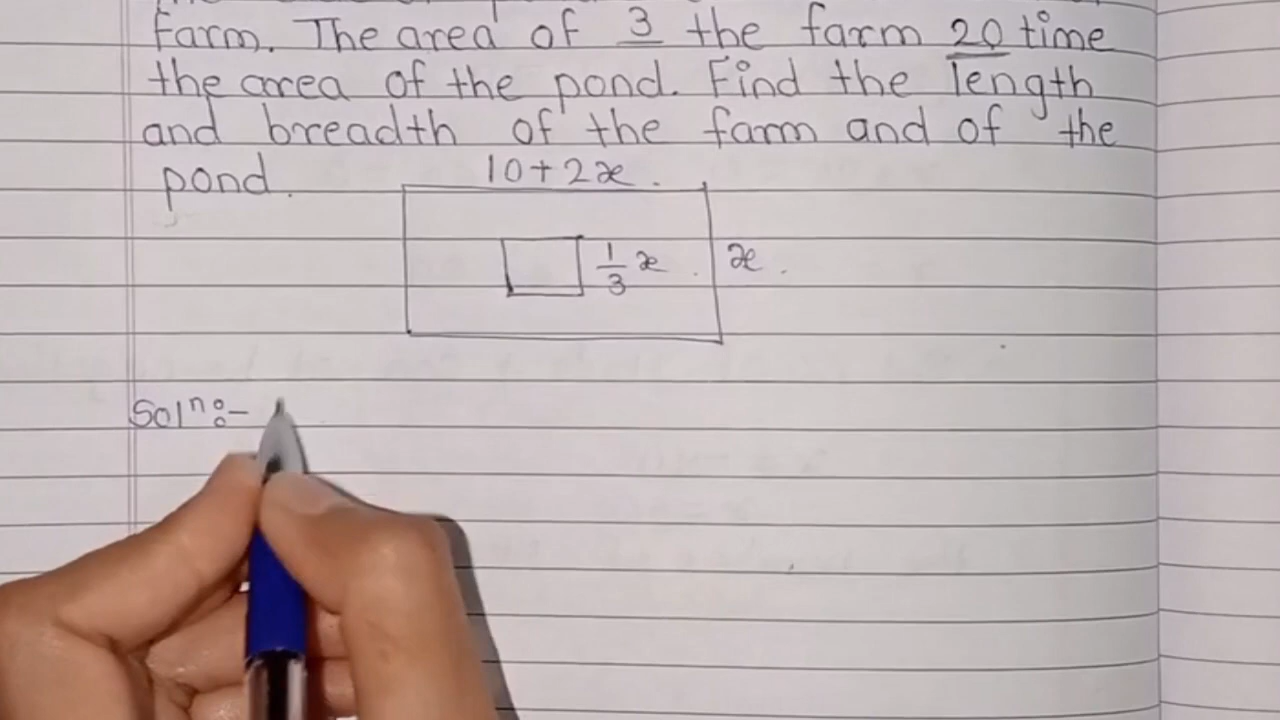 Farm. The area of 3 the farm 20 time
the area of the pond. Find the length
and breadth of the farm and of the
pond.
10+2x.
1/3 x
x.
Solⁿ:-